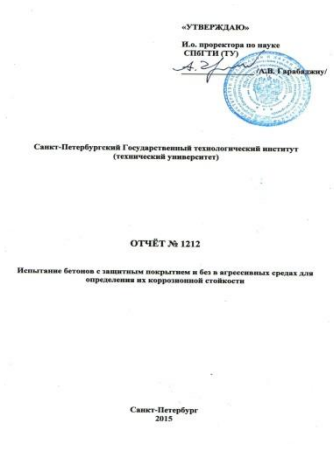 «УТВЕРЖДАЮ»
И.о. проректора по науке
СПбГТИ (ТУ)
/А.В. Гарабаджиу/
Санкт-Петербургский Государственный технологический институт
(технический университет)
ОТЧЁТ № 1212
Испытание бетонов с защитным покрытием и без в агрессивных средах для
определения их коррозионной стойкости
Санкт-Петербург
2015